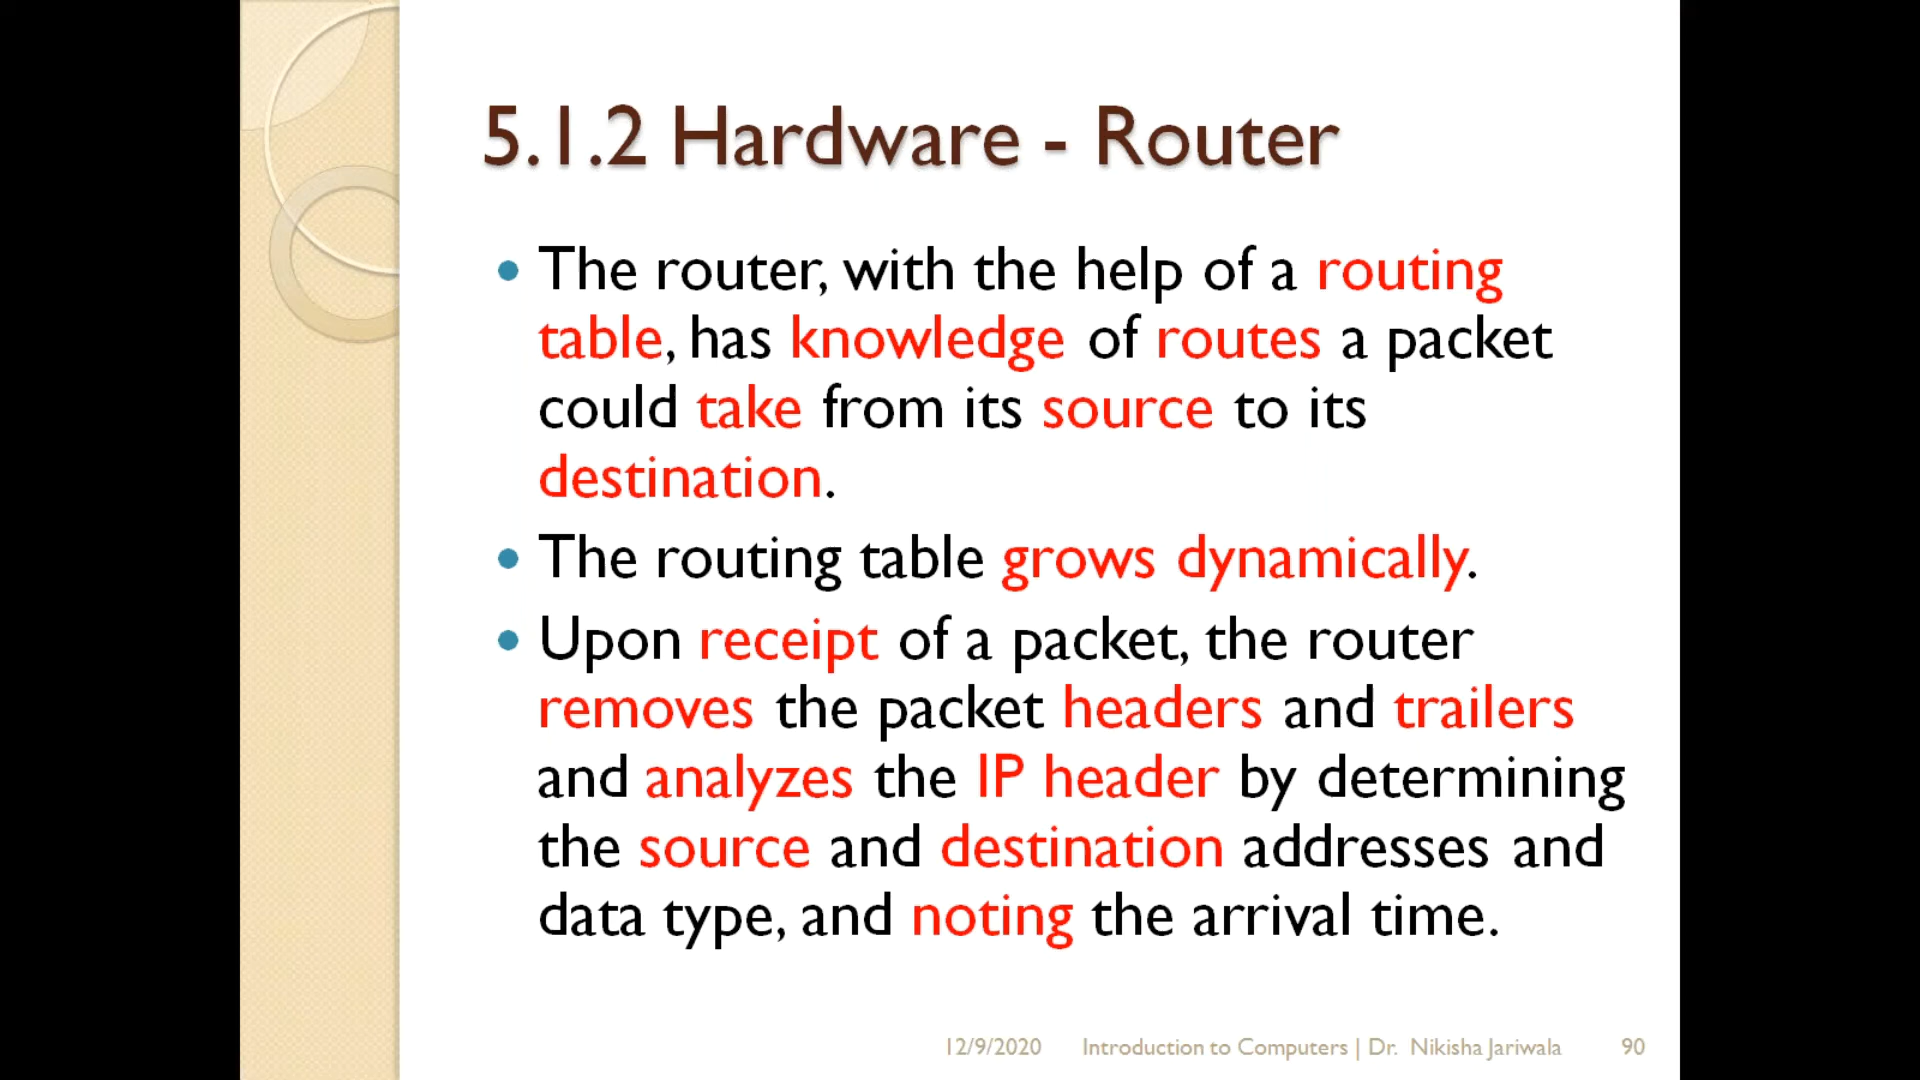 5.1.2 Hardware - Router
• The router, with the help of a routing
table, has knowledge of routes a packet
could take from its source to its
destination.
• The routing table grows dynamically.
• Upon receipt of a packet, the router
removes the packet headers and trailers
and analyzes the IP header by determining
the source and destination addresses and
data type, and noting the arrival time.
12/9/2020 Introduction to Computers | Dr. Nikisha Jariwala 90